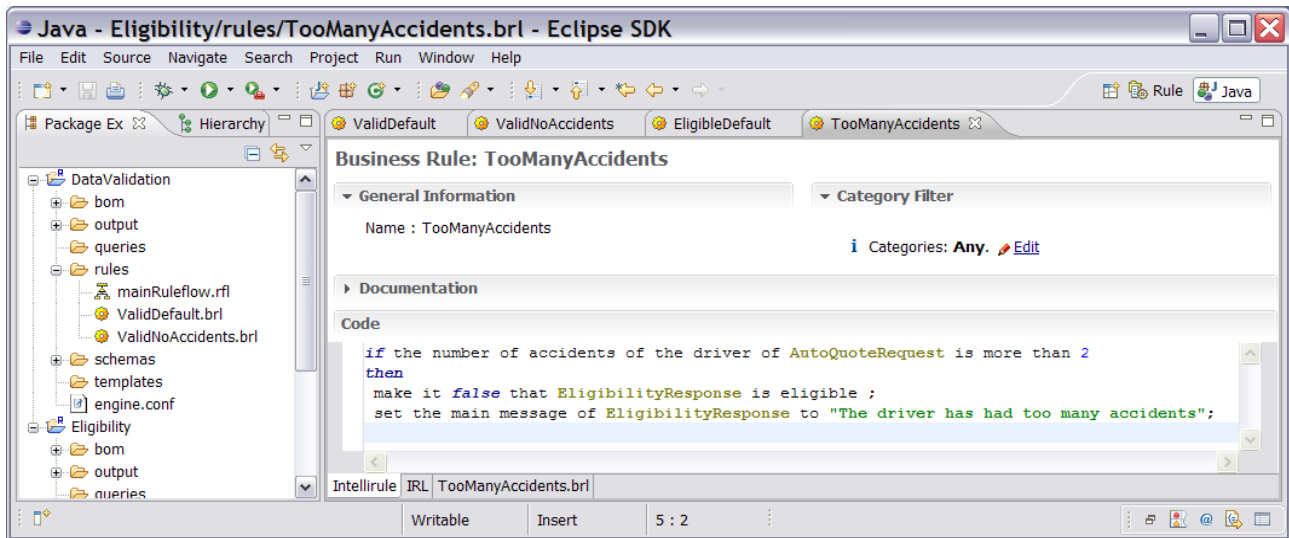 Java - Eligibility/rules/TooManyAccidents.brl - Eclipse SDK
File Edit Source Navigate Search Project Run Window Help
Rule Java
Package Ex Hierarchy ValidDefault ValidNoAccidents EligibleDefault TooManyAccidents
Business Rule: TooManyAccidents
DataValidation
General Information Category Filter
bom
output
Name : TooManyAccidents
queries
i Categories: Any. Edit
rules
mainRuleflow.rfl
Documentation
ValidDefault.brl
Code
ValidNoAccidents.brl
schemas
templates
engine.conf
Eligibility
bom
output
queries
if the number of accidents of the driver of AutoQuoteRequest is more than 2
then
make it false that EligibilityResponse is eligible ;
set the main message of EligibilityResponse to "The driver has had too many accidents";
Intellirule IRL TooManyAccidents.brl
Writable Insert 5 : 2